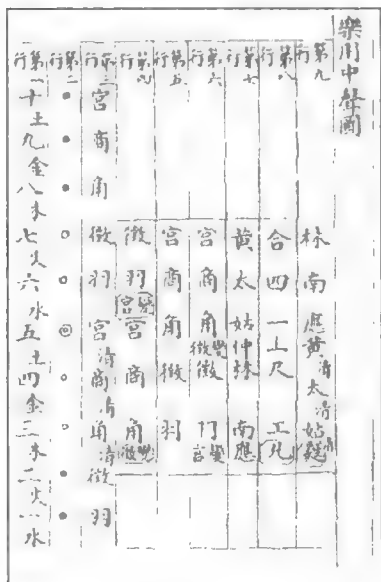 樂用中聲圖
第九行 林 南 應 黃清 太清 姑清
第八行 合 四 一 上 尺 工 凡
第七行 黃 太 姑 仲 林 南 應
第六行 宮 商 角 變徵 徵 變宮
第五行 宮 商 角 徵 羽
第四行 徵 羽 變宮 宮 商 角 變徵
第三行 宮 商 角 徵 羽 宮清 商清 角清 徵 羽
第二行 ● ● ● ○ ○ ◎ ○ ○ ● ●
第一行 十土九金八木七火六水五土四金三木二火一水